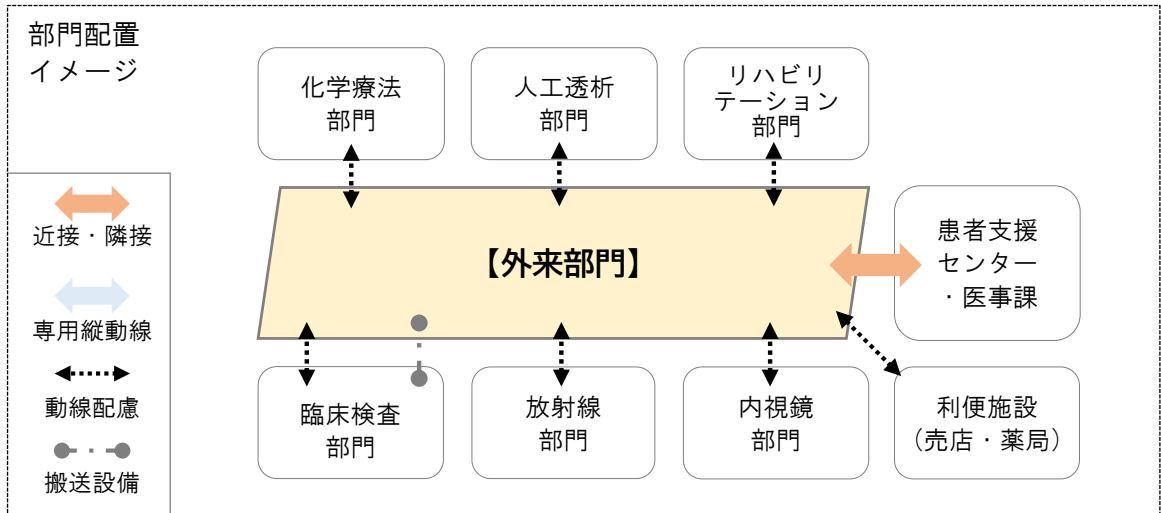 部門配置
イメージ
化学療法
部門
人工透析
部門
リハビリ
テーション
部門
近接・隣接
専用縦動線
動線配慮
搬送設備
【外来部門】
患者支援
センター
・医事課
臨床検査
部門
放射線
部門
内視鏡
部門
利便施設
(売店・薬局)